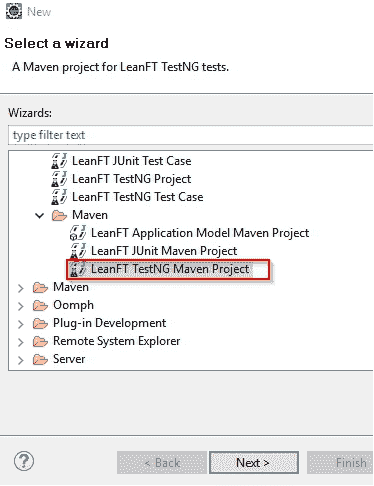 New
Select a wizard
A Maven project for LeanFT TestNG tests.
Wizards:
type filter text
LeanFT JUnit Test Case
LeanFT TestNG Project
LeanFT TestNG Test Case
Maven
LeanFT Application Model Maven Project
LeanFT JUnit Maven Project
LeanFT TestNG Maven Project
Maven
Oomph
Plug-in Development
Remote System Explorer
Server
? < Back Next > Finish